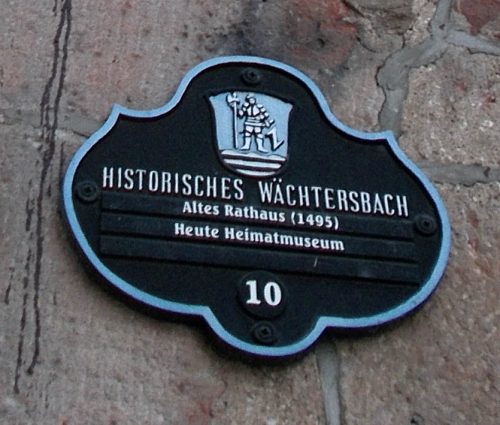 HISTORISCHES WÄCHTERSBACH
Altes Rathaus (1495)
Heute Heimatmuseum
10